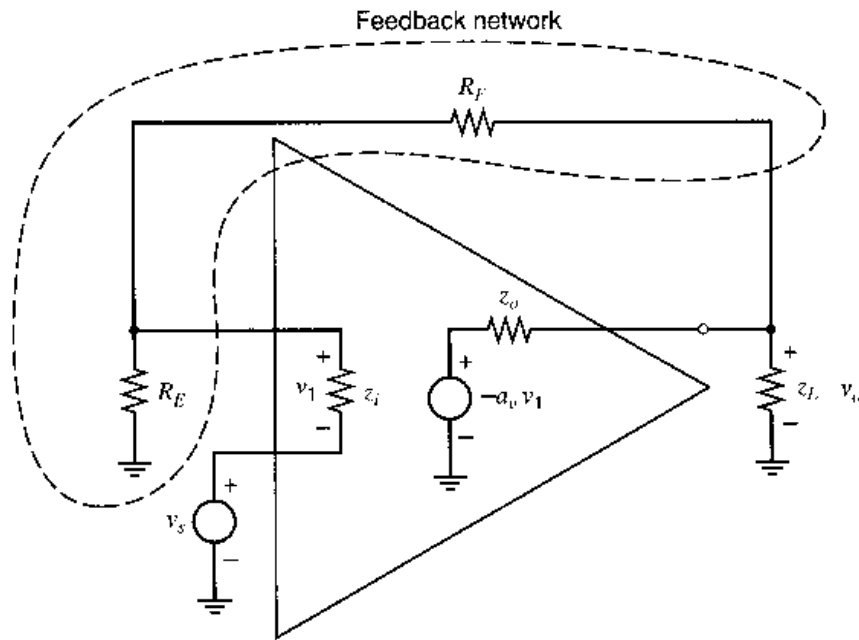 Feedback network
R_F
z_o
+
+
+
R_E
v_1
z_i
−a_v v_1
z_L
−
−
−
+
v_s
−